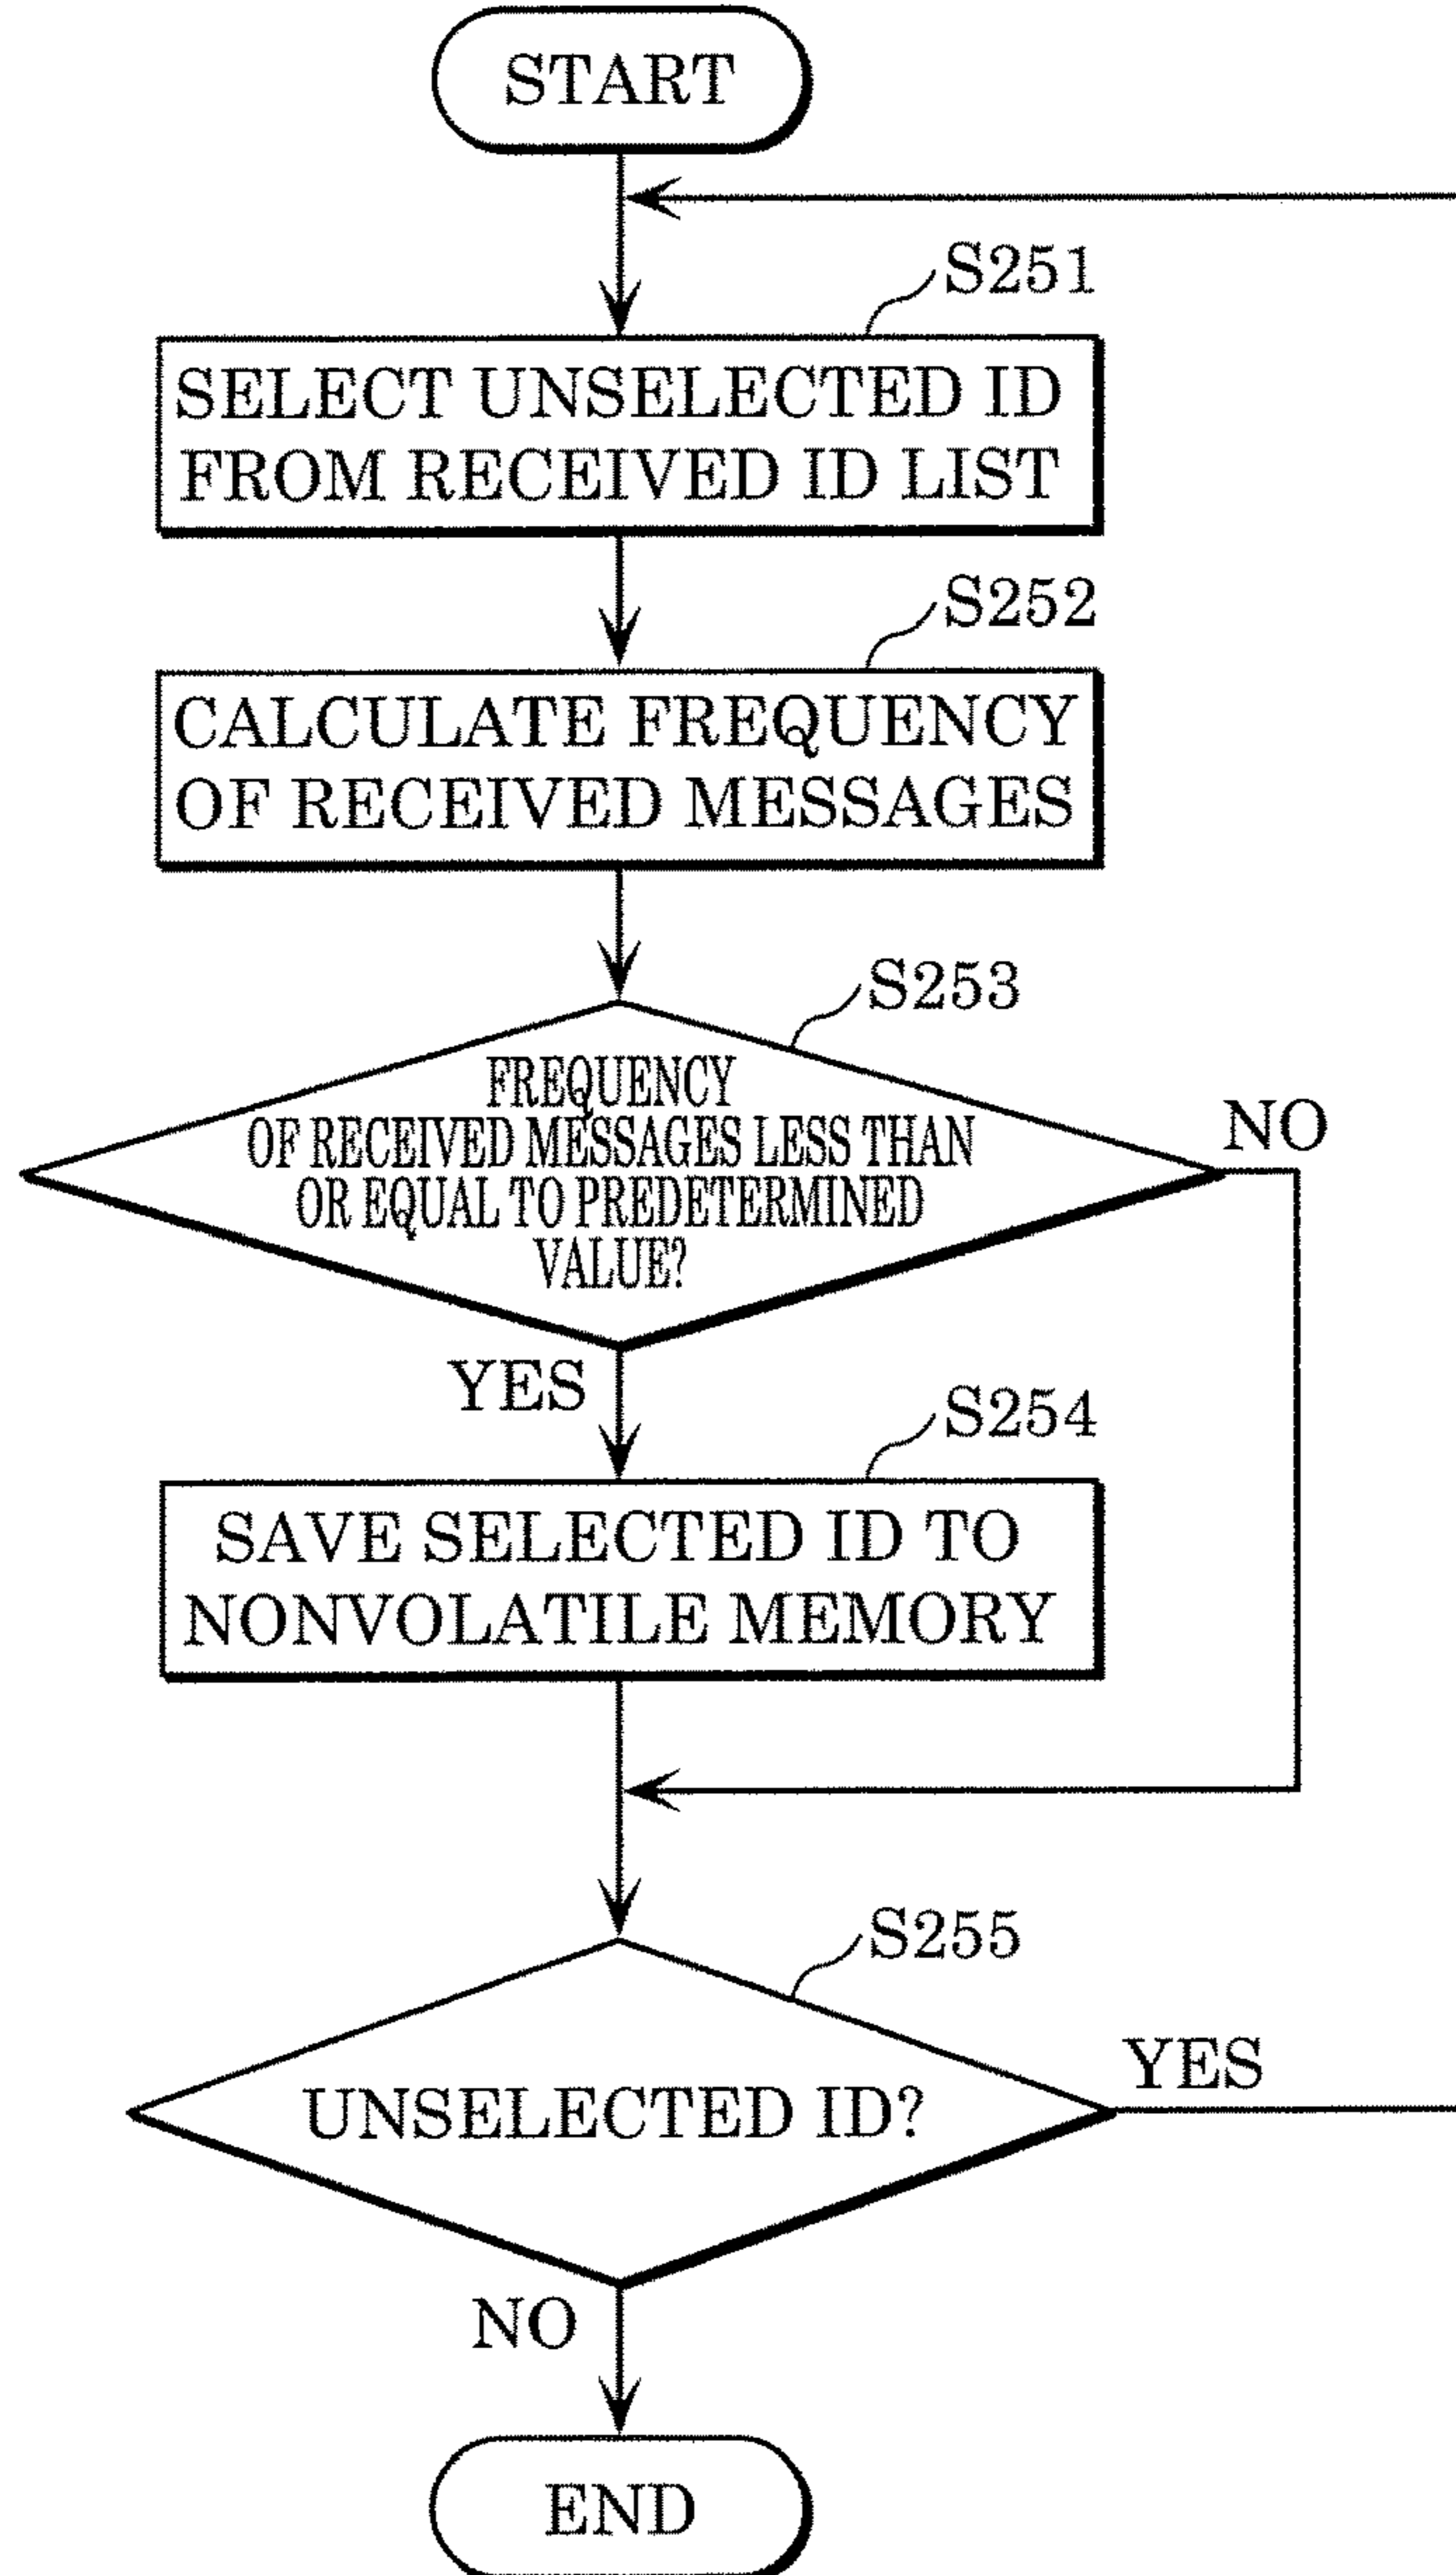 START
S251
SELECT UNSELECTED ID
FROM RECEIVED ID LIST
S252
CALCULATE FREQUENCY
OF RECEIVED MESSAGES
S253
FREQUENCY
OF RECEIVED MESSAGES LESS THAN
OR EQUAL TO PREDETERMINED
VALUE?
NO
YES
S254
SAVE SELECTED ID TO
NONVOLATILE MEMORY
S255
UNSELECTED ID?
YES
NO
END